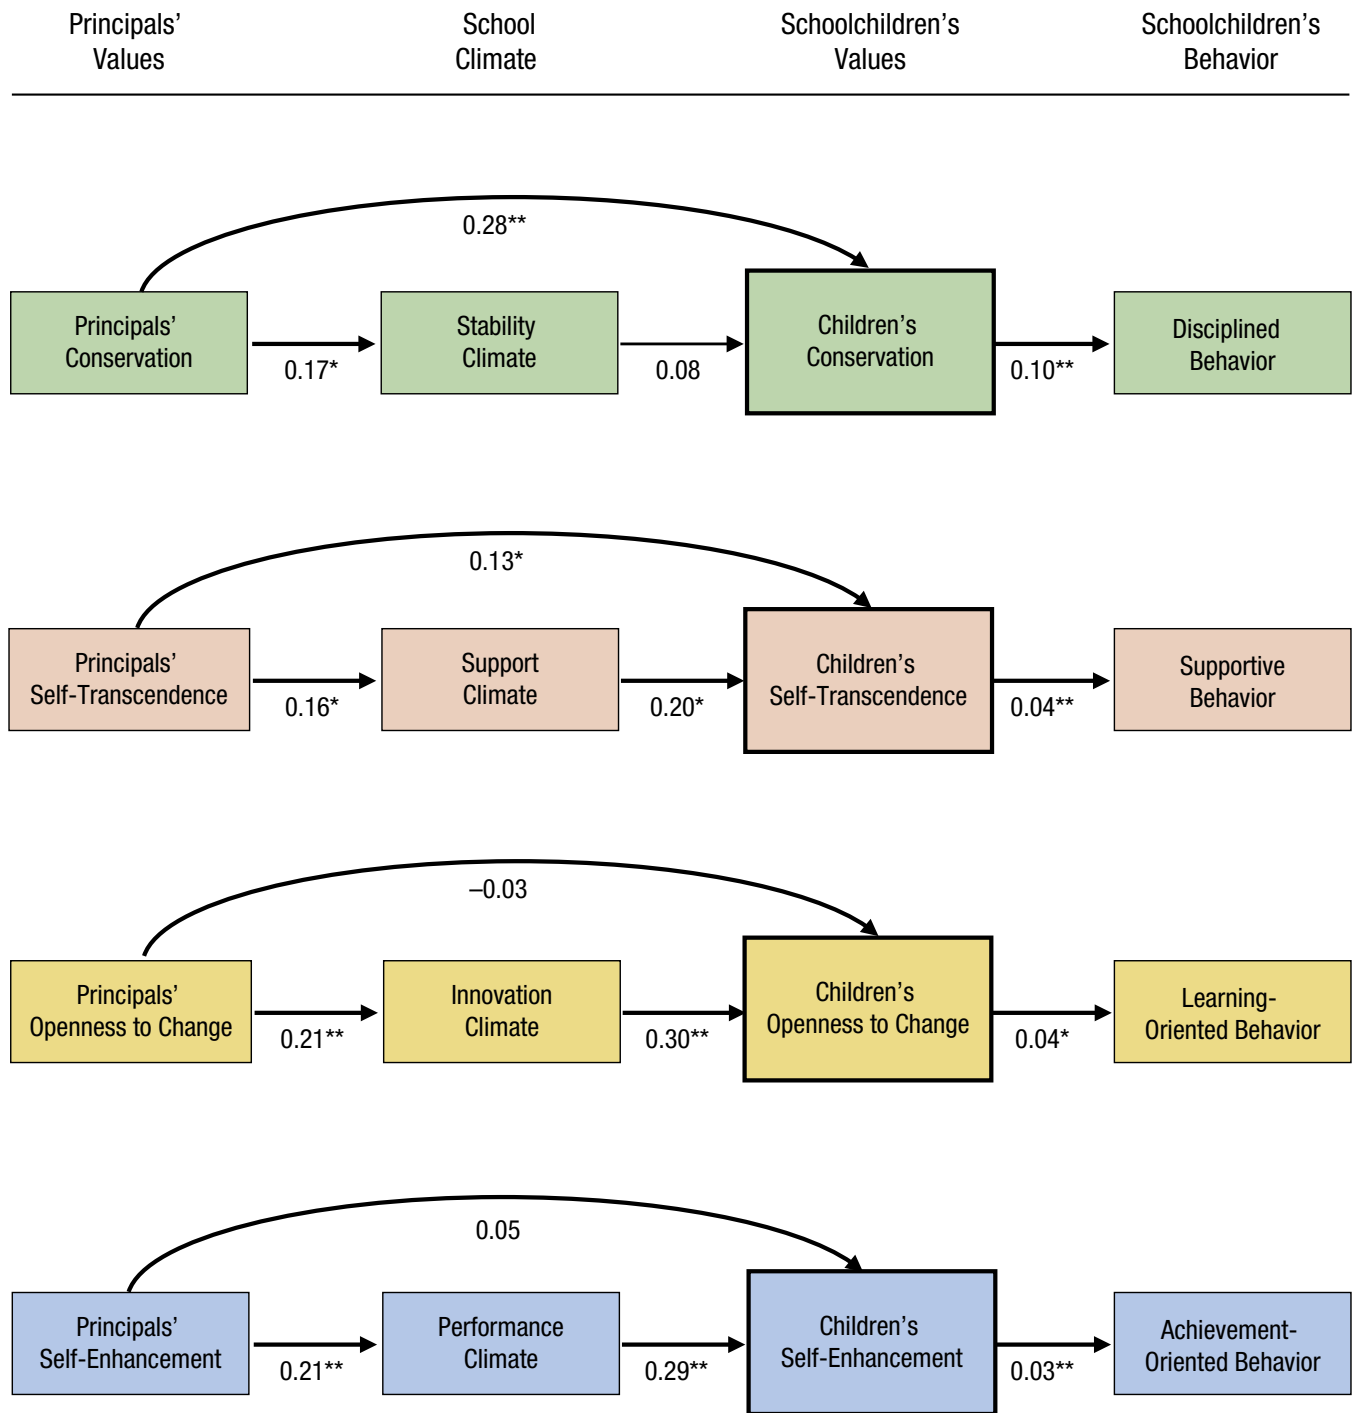 Principals'
Values
School
Climate
Schoolchildren's
Values
Schoolchildren's
Behavior
0.28**
Principals'
Conservation
0.17*
Stability
Climate
0.08
Children's
Conservation
0.10**
Disciplined
Behavior
0.13*
Principals'
Self-Transcendence
0.16*
Support
Climate
0.20*
Children's
Self-Transcendence
0.04**
Supportive
Behavior
–0.03
Principals'
Openness to Change
0.21**
Innovation
Climate
0.30**
Children's
Openness to Change
0.04*
Learning-
Oriented Behavior
0.05
Principals'
Self-Enhancement
0.21**
Performance
Climate
0.29**
Children's
Self-Enhancement
0.03**
Achievement-
Oriented Behavior